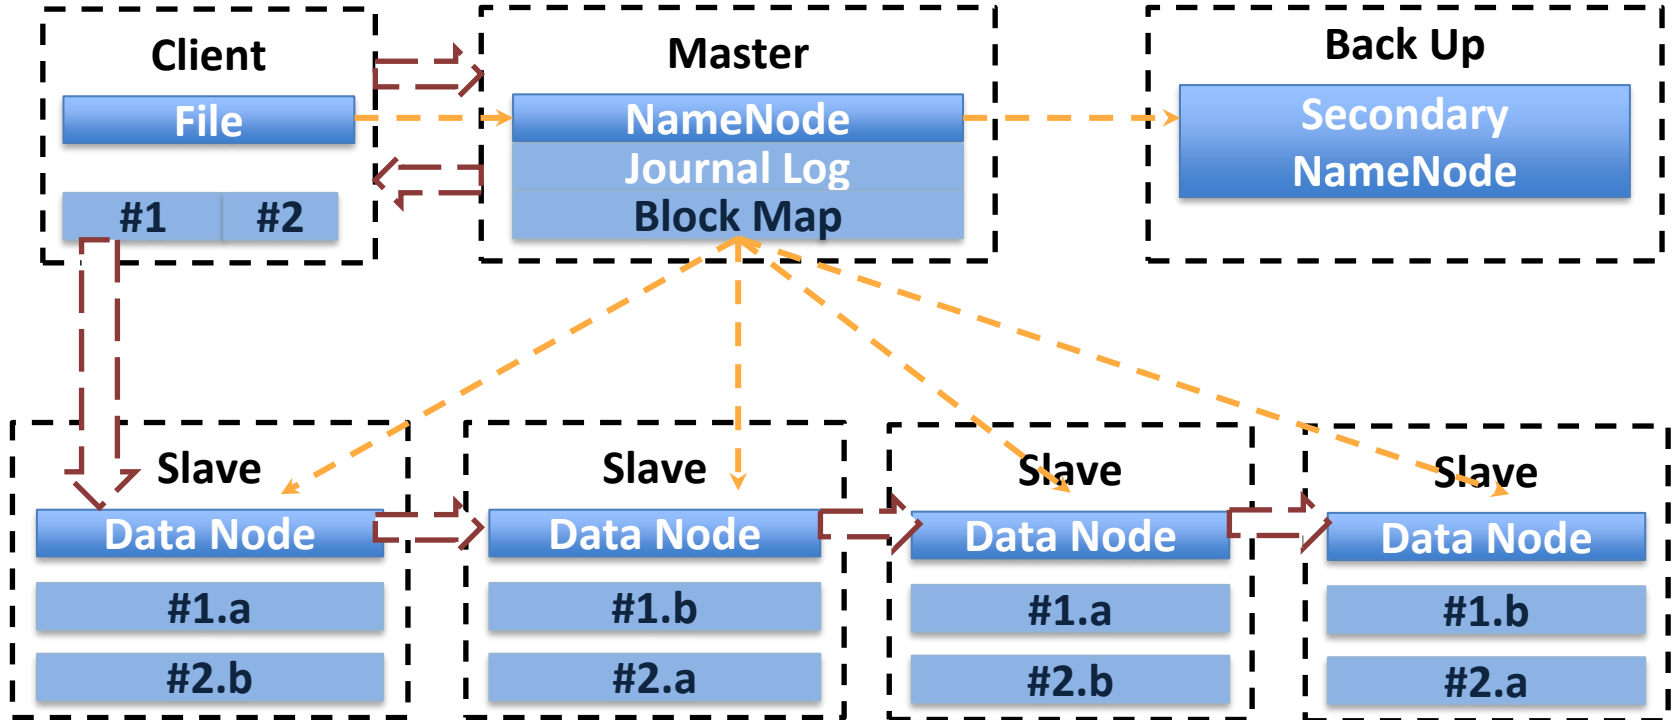 Client
File
#1 #2
Master
NameNode
Journal Log
Block Map
Back Up
Secondary
NameNode
Slave
Data Node
#1.a
#2.b
Slave
Data Node
#1.b
#2.a
Slave
Data Node
#1.a
#2.b
Slave
Data Node
#1.b
#2.a